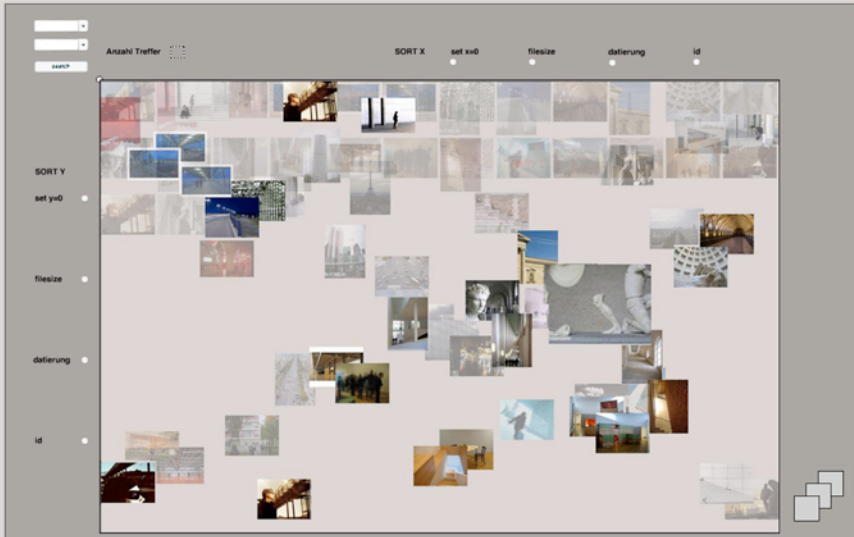 Anzahl Treffer
SORT X
set x=0
filesize
datierung
id
search
SORT Y
set y=0
filesize
datierung
id